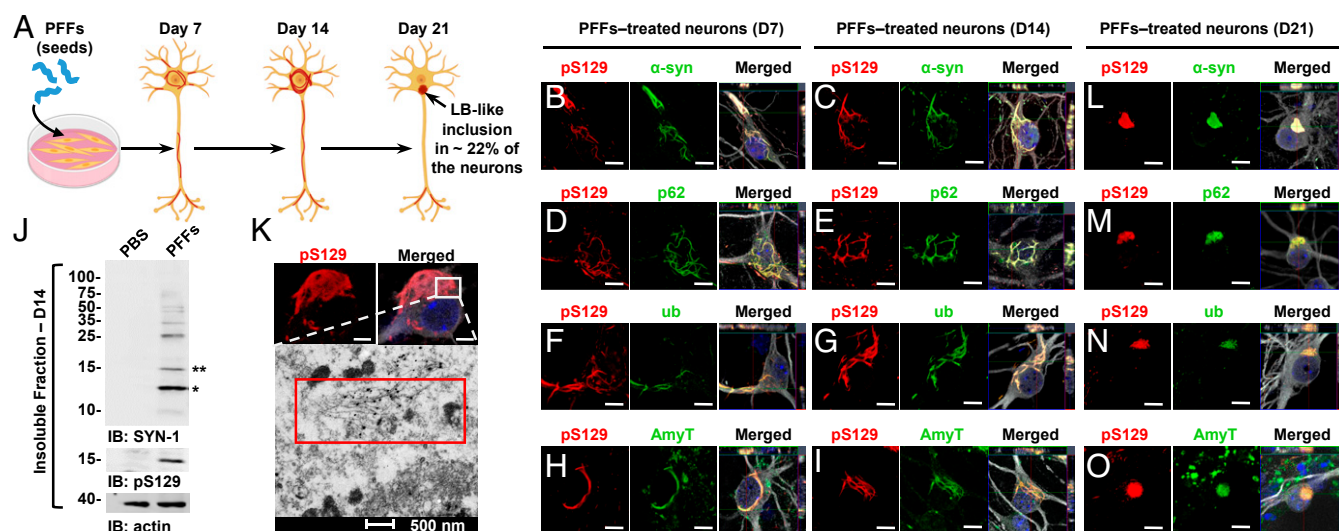 A
PFFs
(seeds)
Day 7
Day 14
Day 21
LB-like
inclusion
in ~ 22% of
the neurons
J
Insoluble Fraction – D14
PBS
PFFs
100-
75-
50-
35-
25-
15-
**
*
10-
IB: SYN-1
15-
IB: pS129
40-
IB: actin
K
pS129
Merged
500 nm
PFFs–treated neurons (D7)
pS129 α-syn Merged
B
pS129 p62 Merged
D
pS129 ub Merged
F
pS129 AmyT Merged
H
PFFs–treated neurons (D14)
pS129 α-syn Merged
C
pS129 p62 Merged
E
pS129 ub Merged
G
pS129 AmyT Merged
I
PFFs–treated neurons (D21)
pS129 α-syn Merged
L
pS129 p62 Merged
M
pS129 ub Merged
N
pS129 AmyT Merged
O